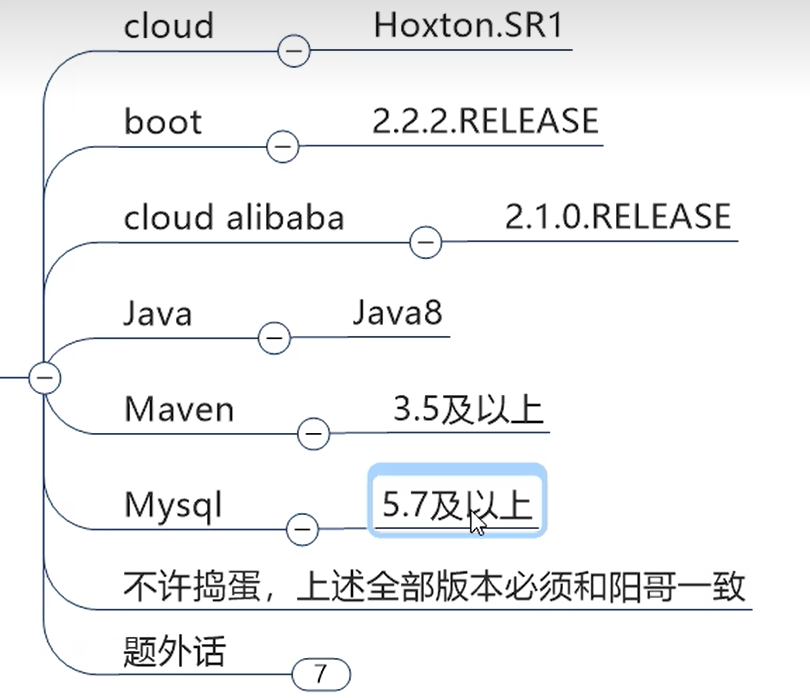 cloud Hoxton.SR1
boot 2.2.2.RELEASE
cloud alibaba 2.1.0.RELEASE
Java Java8
Maven 3.5及以上
Mysql 5.7及以上
不许捣蛋，上述全部版本必须和阳哥一致
题外话 7